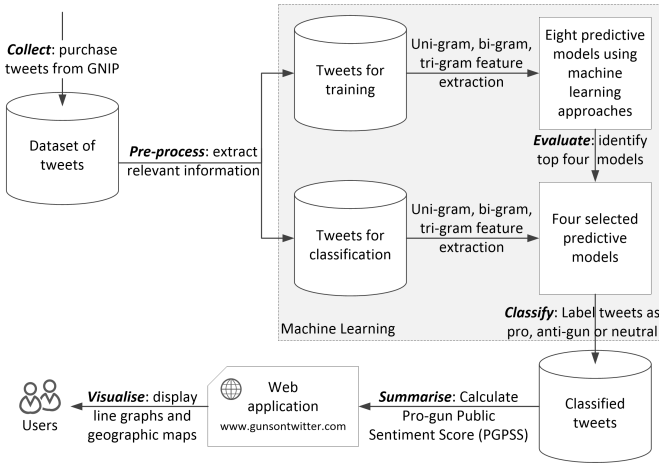 Collect: purchase
tweets from GNIP
Dataset of
tweets
Pre-process: extract
relevant information
Tweets for
training
Uni-gram, bi-gram,
tri-gram feature
extraction
Eight predictive
models using
machine
learning
approaches
Evaluate: identify
top four models
Tweets for
classification
Uni-gram, bi-gram,
tri-gram feature
extraction
Four selected
predictive
models
Machine Learning
Classify: Label tweets as
pro, anti-gun or neutral
Classified
tweets
Summarise: Calculate
Pro-gun Public
Sentiment Score (PGPSS)
Web
application
www.gunsontwitter.com
Visualise: display
line graphs and
geographic maps
Users